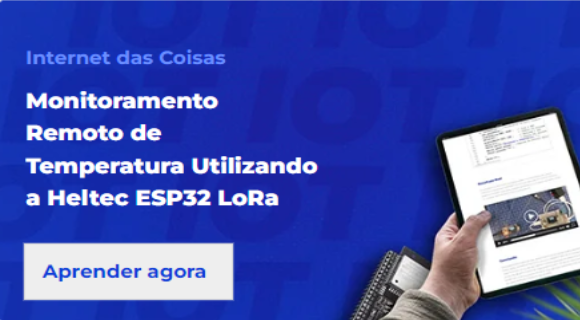 Internet das Coisas
Monitoramento
Remoto de
Temperatura Utilizando
a Heltec ESP32 LoRa
Aprender agora